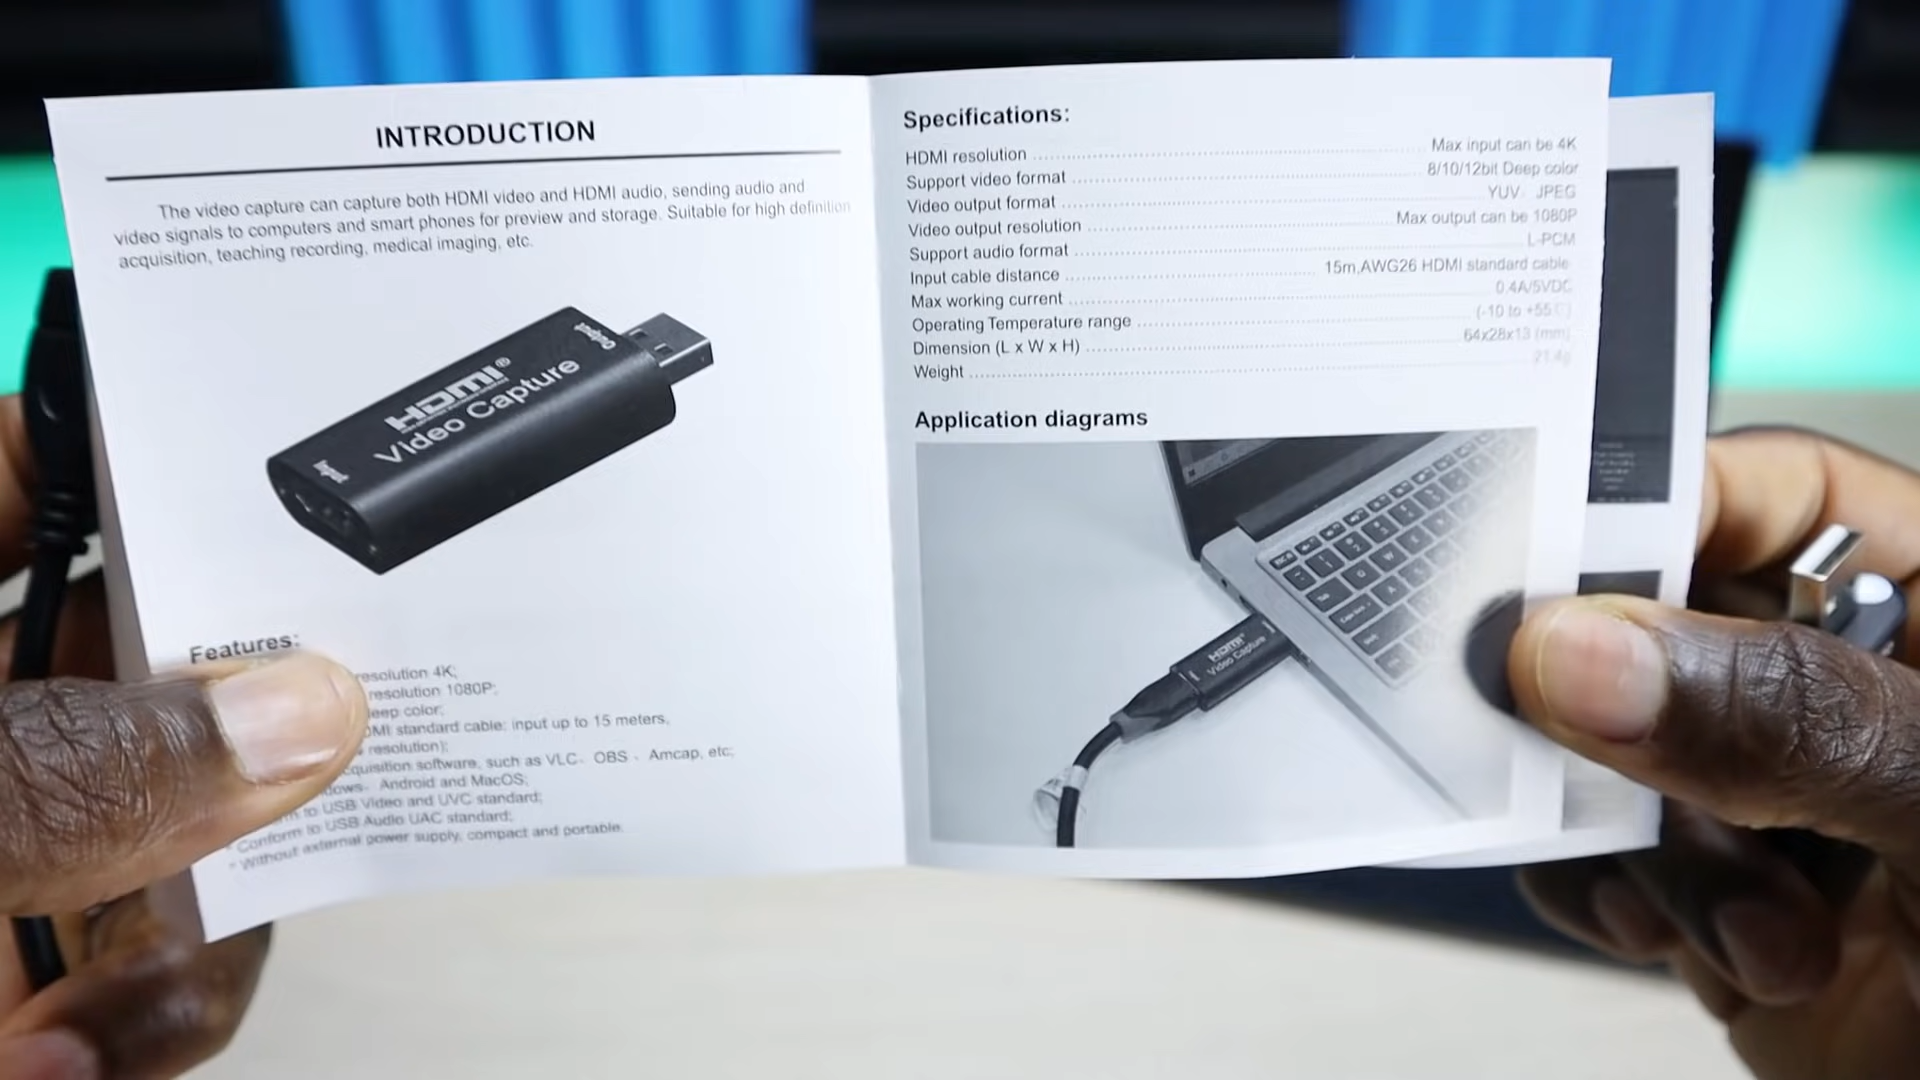 INTRODUCTION
The video capture can capture both HDMI video and HDMI audio, sending audio and
video signals to computers and smart phones for preview and storage. Suitable for high definition
acquisition, teaching recording, medical imaging, etc.
Output
HDMI®
Video Capture
Input
Features:
resolution 4K;
resolution 1080P;
color;
standard cable: input up to 15 meters,
resolution);
software, such as VLC、OBS 、Amcap, etc;
Android and MacOS;
to USB Video and UVC standard;
* Conform to USB Audio UAC standard;
* Without external power supply, compact and portable.
Specifications:
HDMI resolution ........ Max input can be 4K
Support video format ........ 8/10/12bit Deep color
Video output format ........ YUV、JPEG
Video output resolution ........ Max output can be 1080P
Support audio format ........ L-PCM
Input cable distance ........ 15m,AWG26 HDMI standard cable
Max working current ........ 0.4A/5VDC
Operating Temperature range ........ (-10 to +55
Dimension (L x W x H) ........ 64x28x13 (mm)
Weight ........ 21.4g
Application diagrams
HDMI
Video Capture